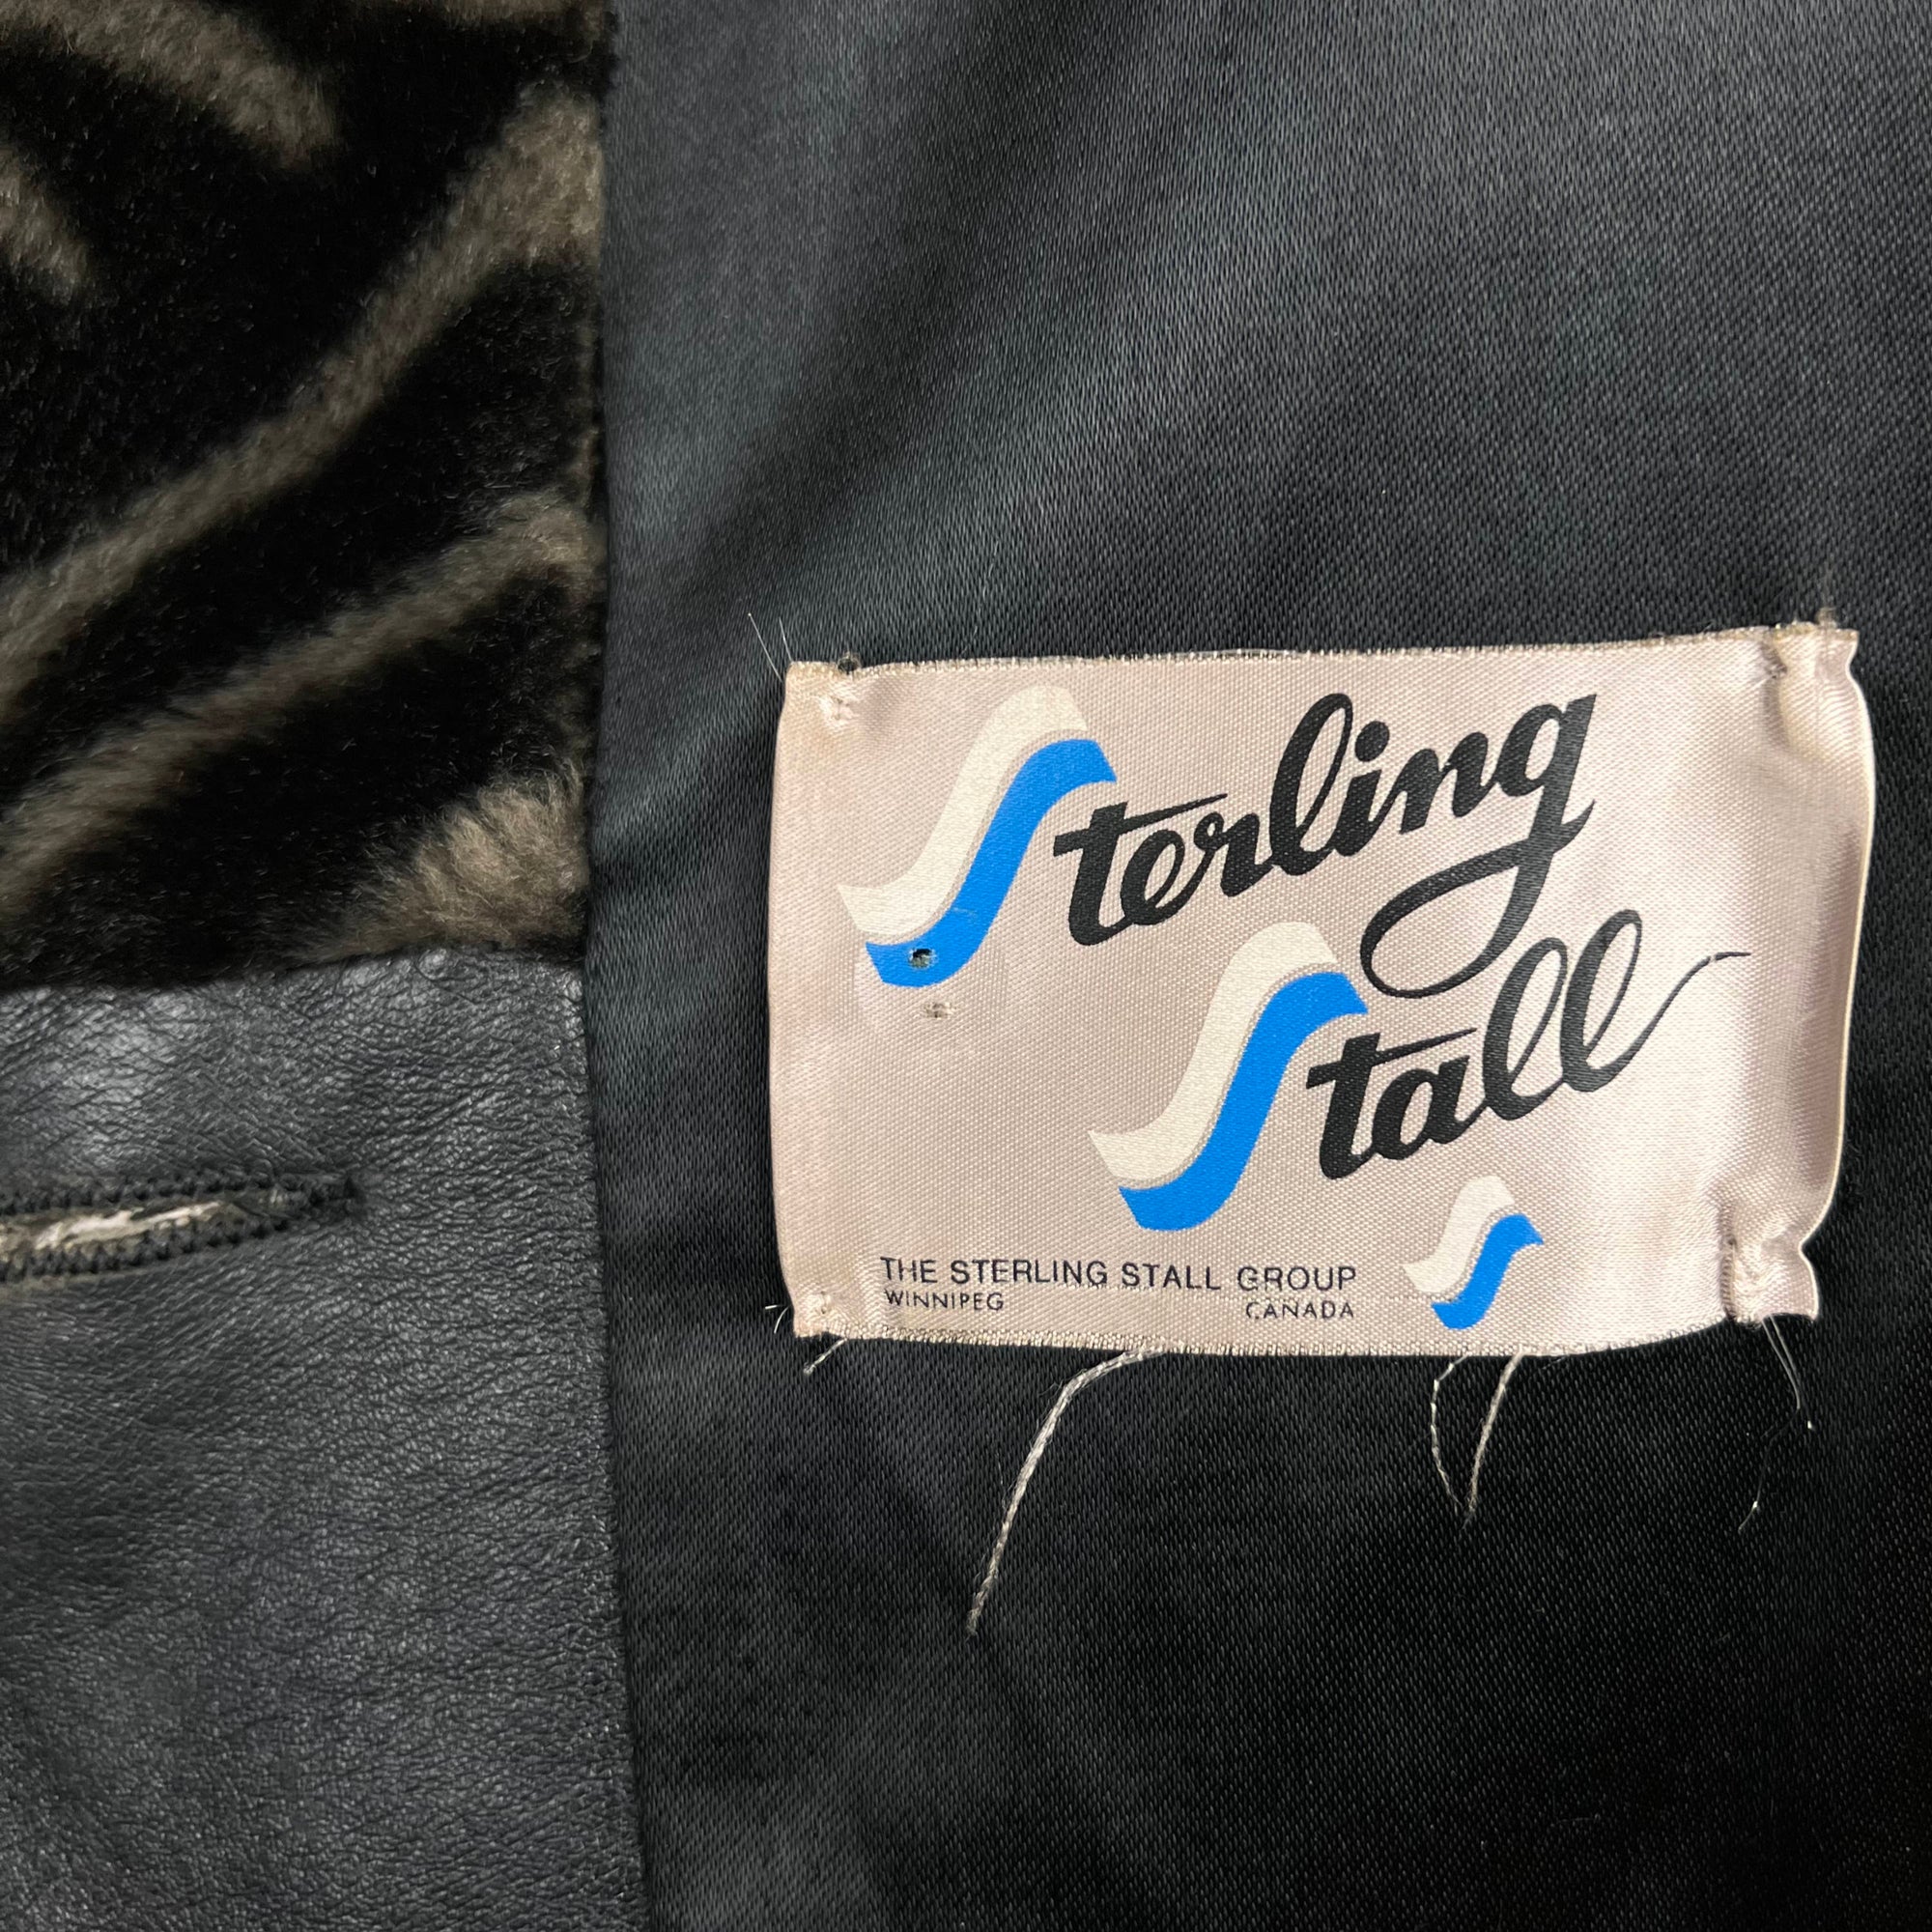 Sterling
Stall
THE STERLING STALL GROUP
WINNIPEG CANADA